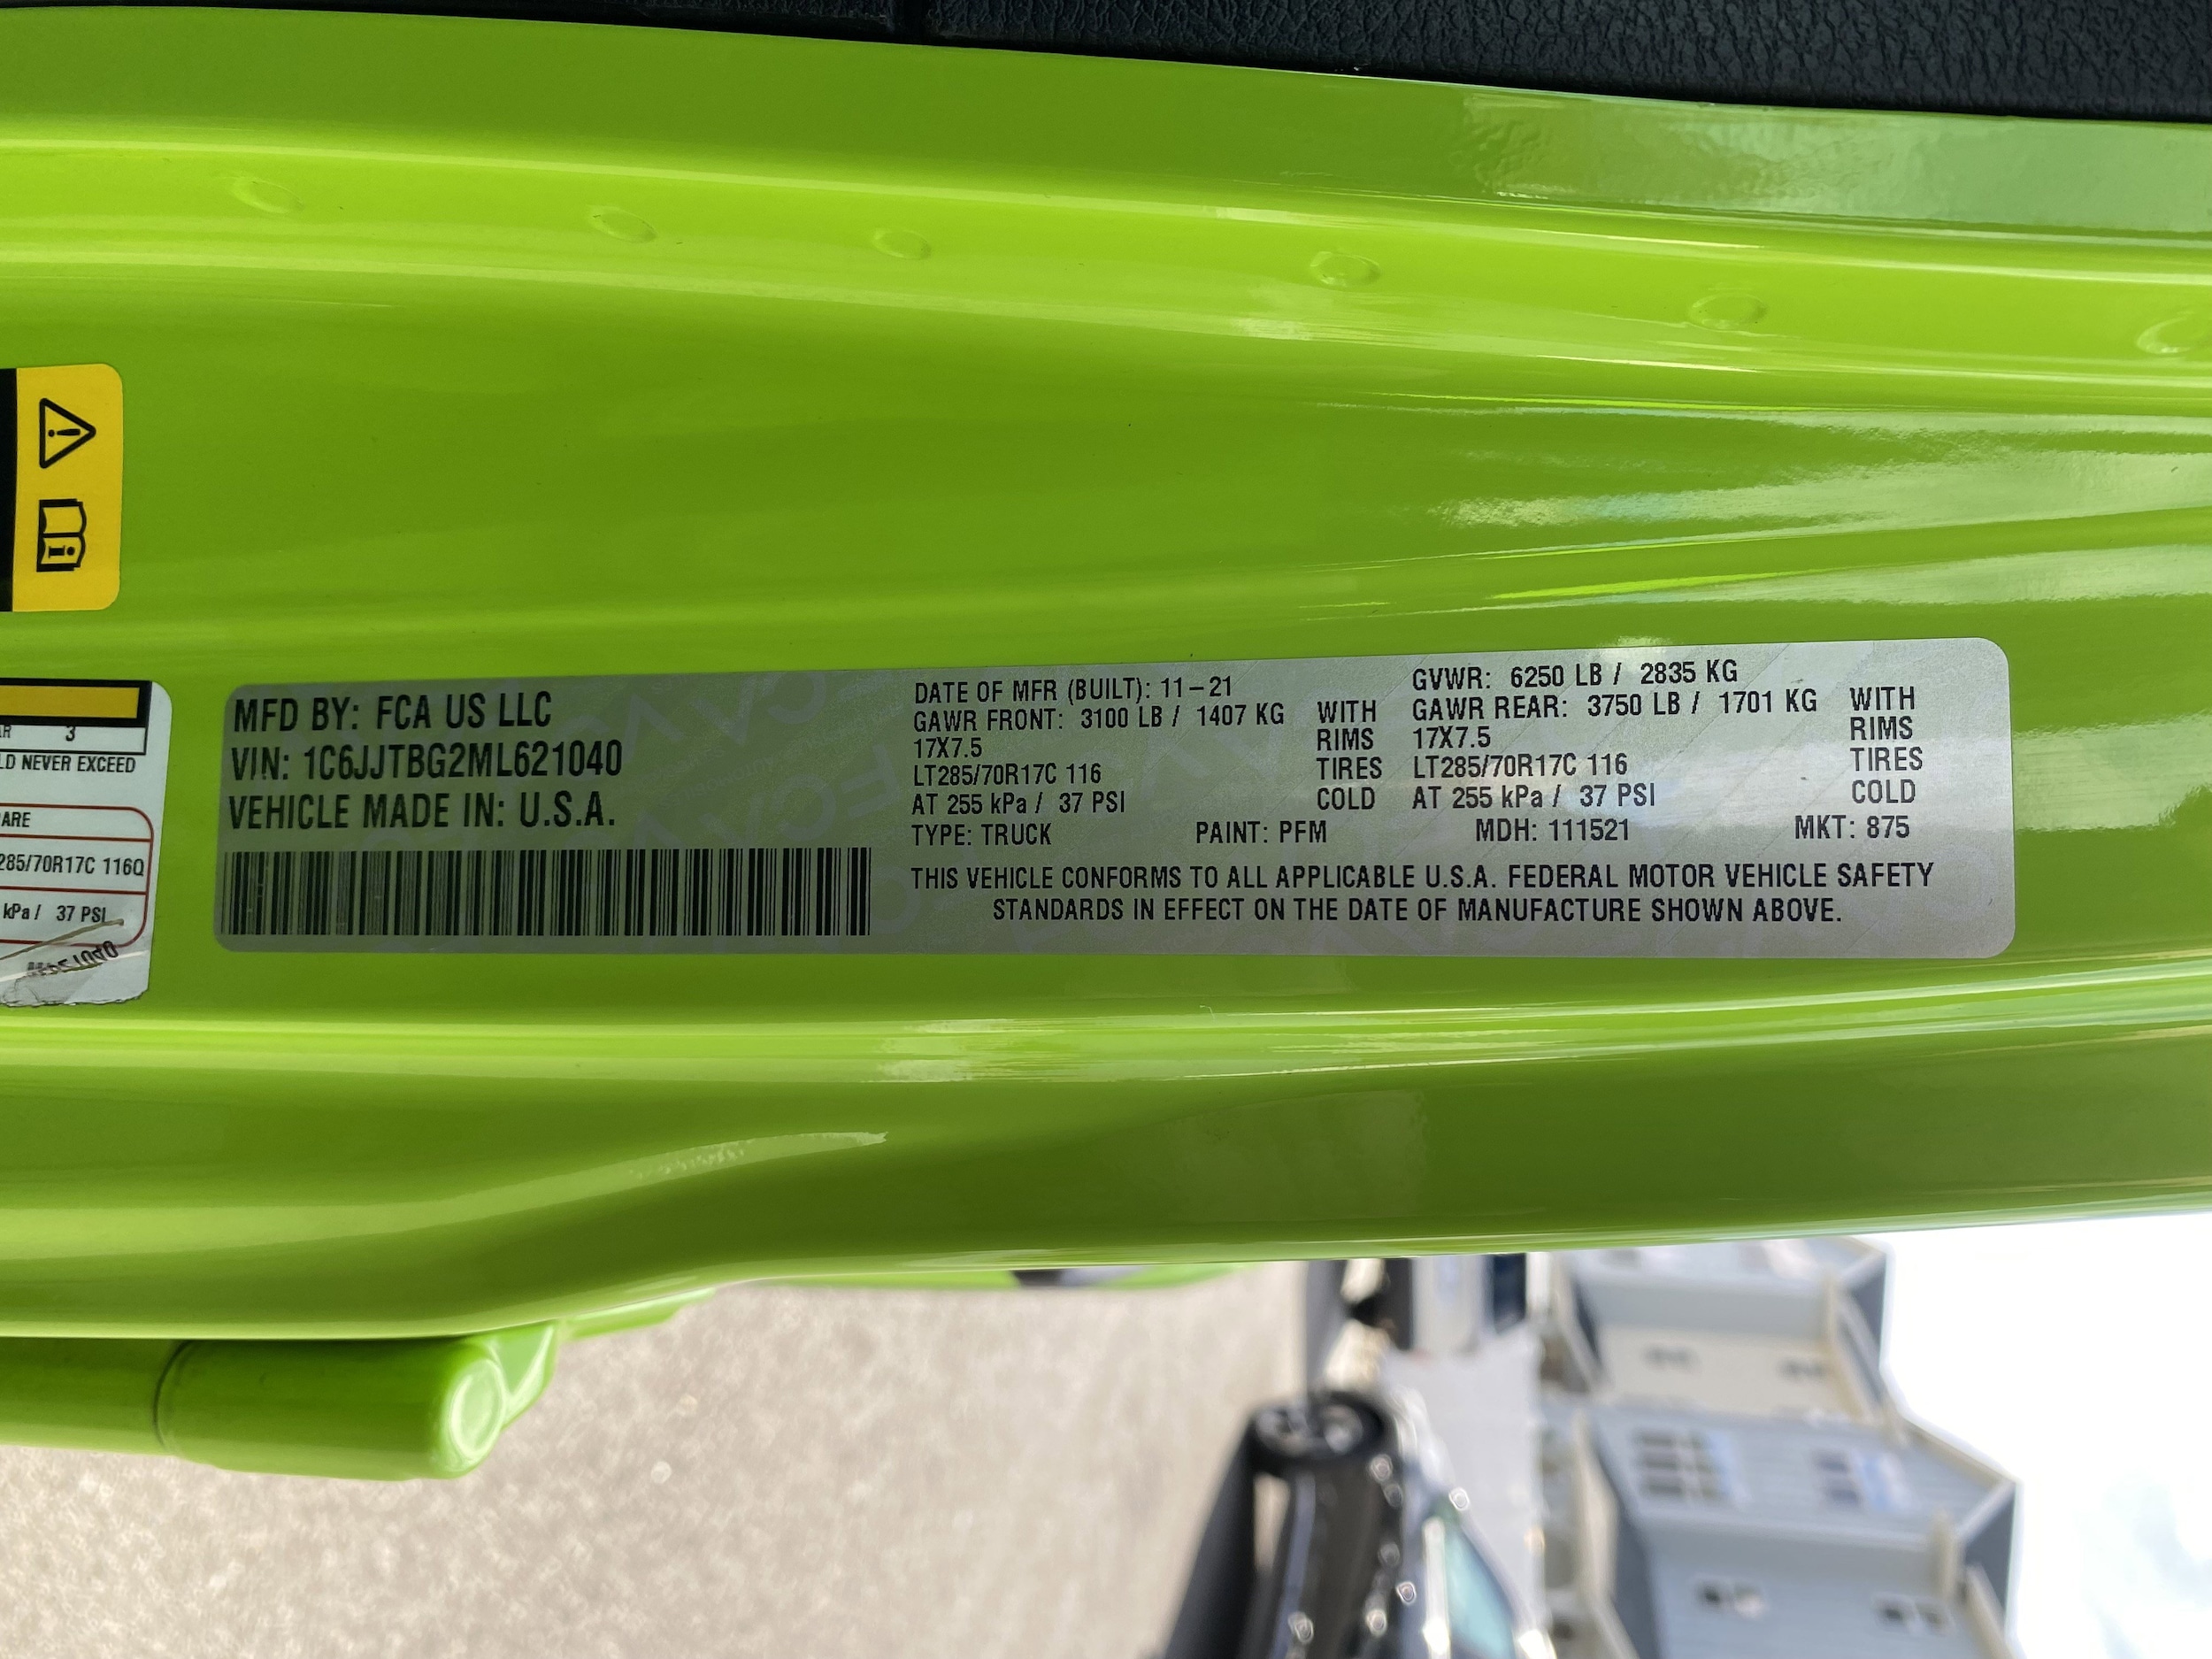 R 3
LD NEVER EXCEED
ARE
285/70R17C 116Q
kPa / 37 PSI
MFD BY: FCA US LLC
VIN: 1C6JJTBG2ML621040
VEHICLE MADE IN: U.S.A.
DATE OF MFR (BUILT): 11-21 GVWR: 6250 LB / 2835 KG
GAWR FRONT: 3100 LB / 1407 KG WITH GAWR REAR: 3750 LB / 1701 KG WITH
17X7.5 RIMS 17X7.5 RIMS
LT285/70R17C 116 TIRES LT285/70R17C 116 TIRES
AT 255 kPa / 37 PSI COLD AT 255 kPa / 37 PSI COLD
TYPE: TRUCK PAINT: PFM MDH: 111521 MKT: 875
THIS VEHICLE CONFORMS TO ALL APPLICABLE U.S.A. FEDERAL MOTOR VEHICLE SAFETY
STANDARDS IN EFFECT ON THE DATE OF MANUFACTURE SHOWN ABOVE.